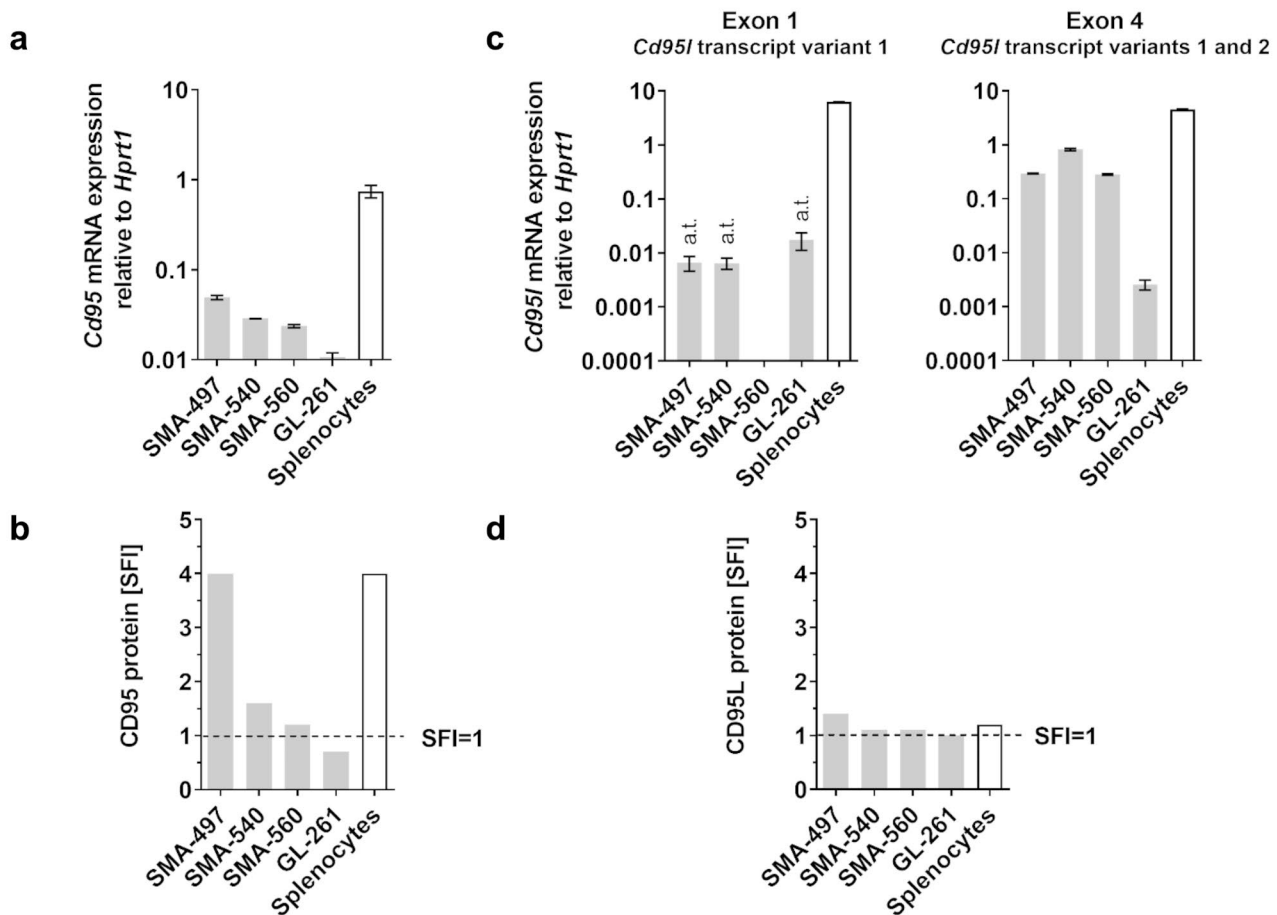 a
Cd95 mRNA expression
relative to Hprt1
10
1
0.1
0.01
SMA-497
SMA-540
SMA-560
GL-261
Splenocytes
c
Exon 1
Cd95l transcript variant 1
Cd95l mRNA expression
relative to Hprt1
10
1
0.1
0.01
0.001
0.0001
a.t.
a.t.
a.t.
SMA-497
SMA-540
SMA-560
GL-261
Splenocytes
Exon 4
Cd95l transcript variants 1 and 2
10
1
0.1
0.01
0.001
0.0001
SMA-497
SMA-540
SMA-560
GL-261
Splenocytes
b
CD95 protein [SFI]
5
4
3
2
1
0
SFI=1
SMA-497
SMA-540
SMA-560
GL-261
Splenocytes
d
CD95L protein [SFI]
5
4
3
2
1
0
SFI=1
SMA-497
SMA-540
SMA-560
GL-261
Splenocytes